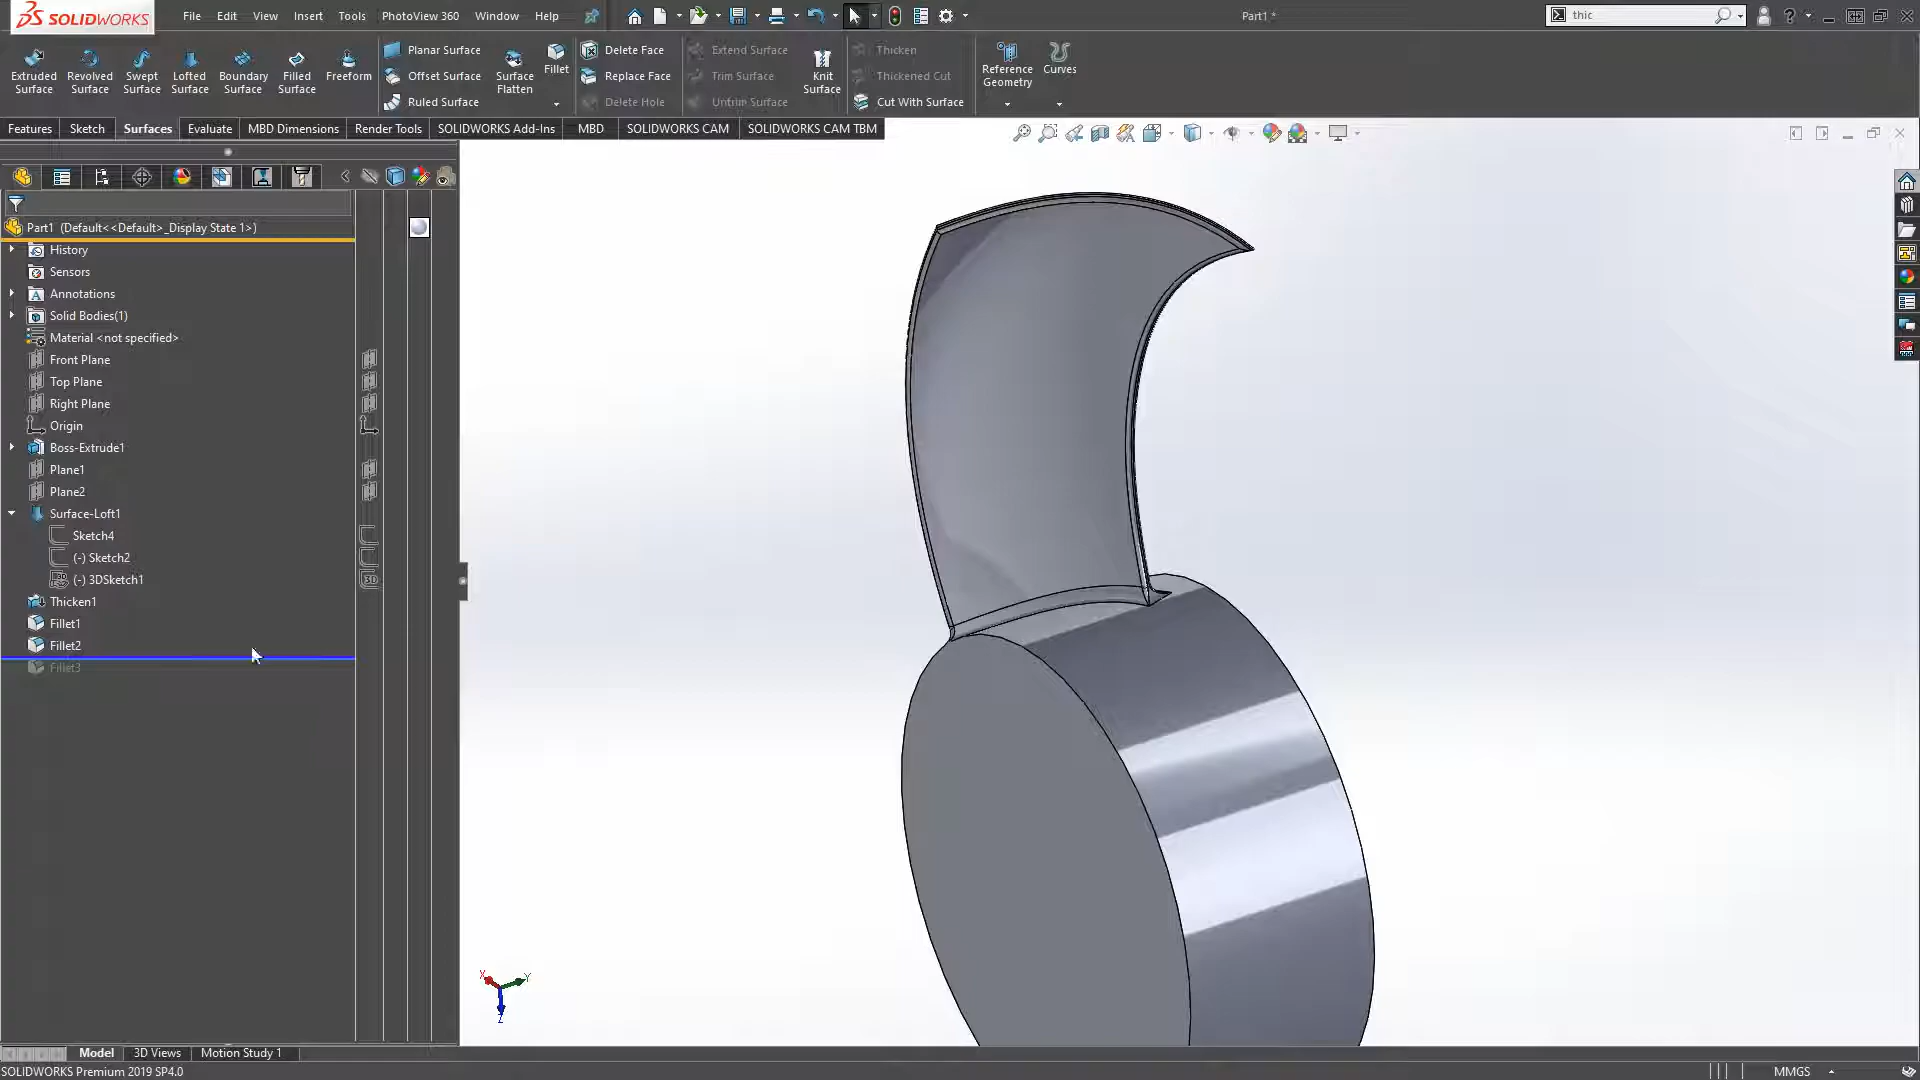 SOLIDWORKS File Edit View Insert Tools PhotoView 360 Window Help Part1 * thic
Planar Surface Delete Face Extend Surface Thicken
Offset Surface Replace Face Trim Surface Thickened Cut
Ruled Surface Delete Hole Untrim Surface Cut With Surface
Extruded Surface Revolved Surface Swept Surface Lofted Surface Boundary Surface Filled Surface Freeform Surface Flatten Fillet Knit Surface Reference Geometry Curves
Features Sketch Surfaces Evaluate MBD Dimensions Render Tools SOLIDWORKS Add-Ins MBD SOLIDWORKS CAM SOLIDWORKS CAM TBM
Part1 (Default<<Default>_Display State 1>)
History
Sensors
Annotations
Solid Bodies(1)
Material <not specified>
Front Plane
Top Plane
Right Plane
Origin
Boss-Extrude1
Plane1
Plane2
Surface-Loft1
Sketch4
(-) Sketch2
(-) 3DSketch1
Thicken1
Fillet1
Fillet2
Fillet3
X Y
Z
Model 3D Views Motion Study 1
SOLIDWORKS Premium 2019 SP4.0 MMGS